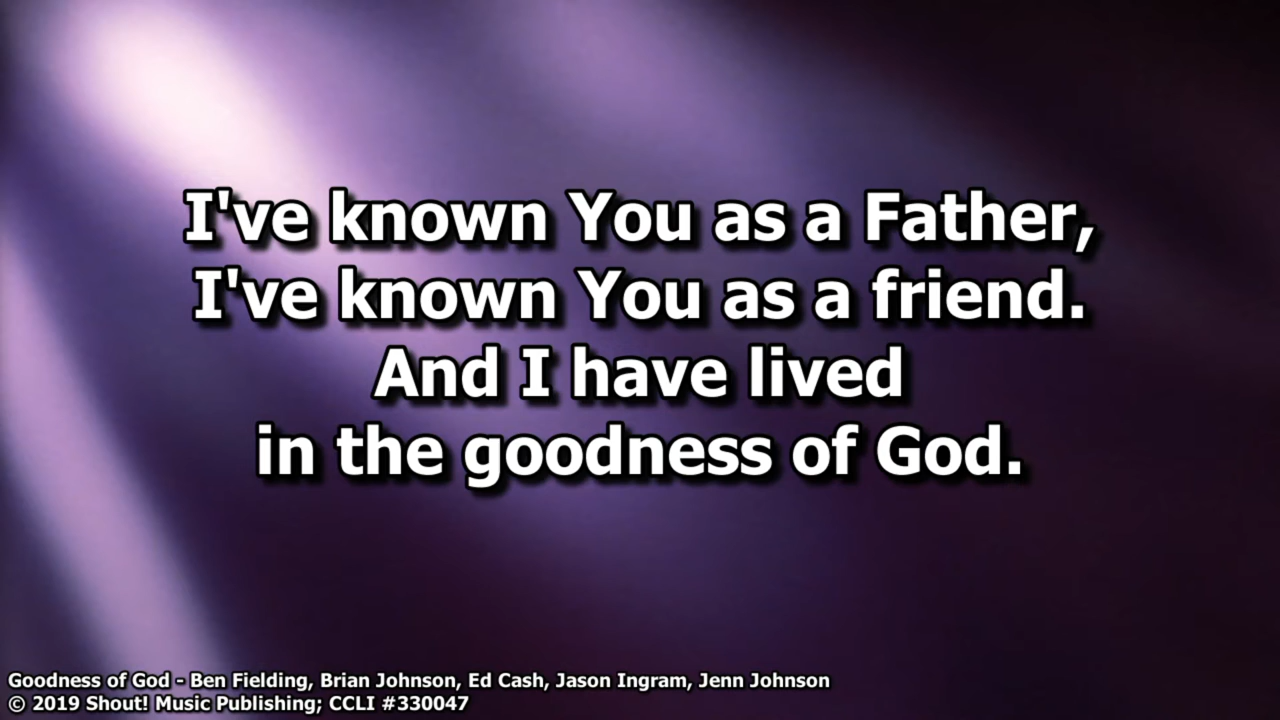 I've known You as a Father,
I've known You as a friend.
And I have lived
in the goodness of God.
Goodness of God - Ben Fielding, Brian Johnson, Ed Cash, Jason Ingram, Jenn Johnson
© 2019 Shout! Music Publishing; CCLI #330047